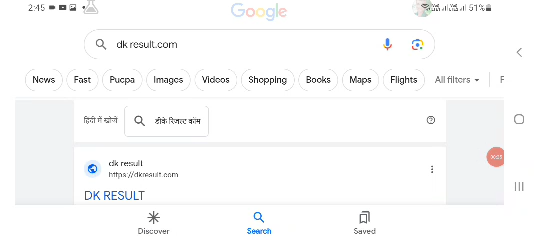 2:45
51%
Google
dk result.com
News Fast Pucpa Images Videos Shopping Books Maps Flights All filters
हिंदी में खोजें डीके रिजल्ट कॉम
dk result
https://dkresult.com
DK RESULT
Discover Search Saved